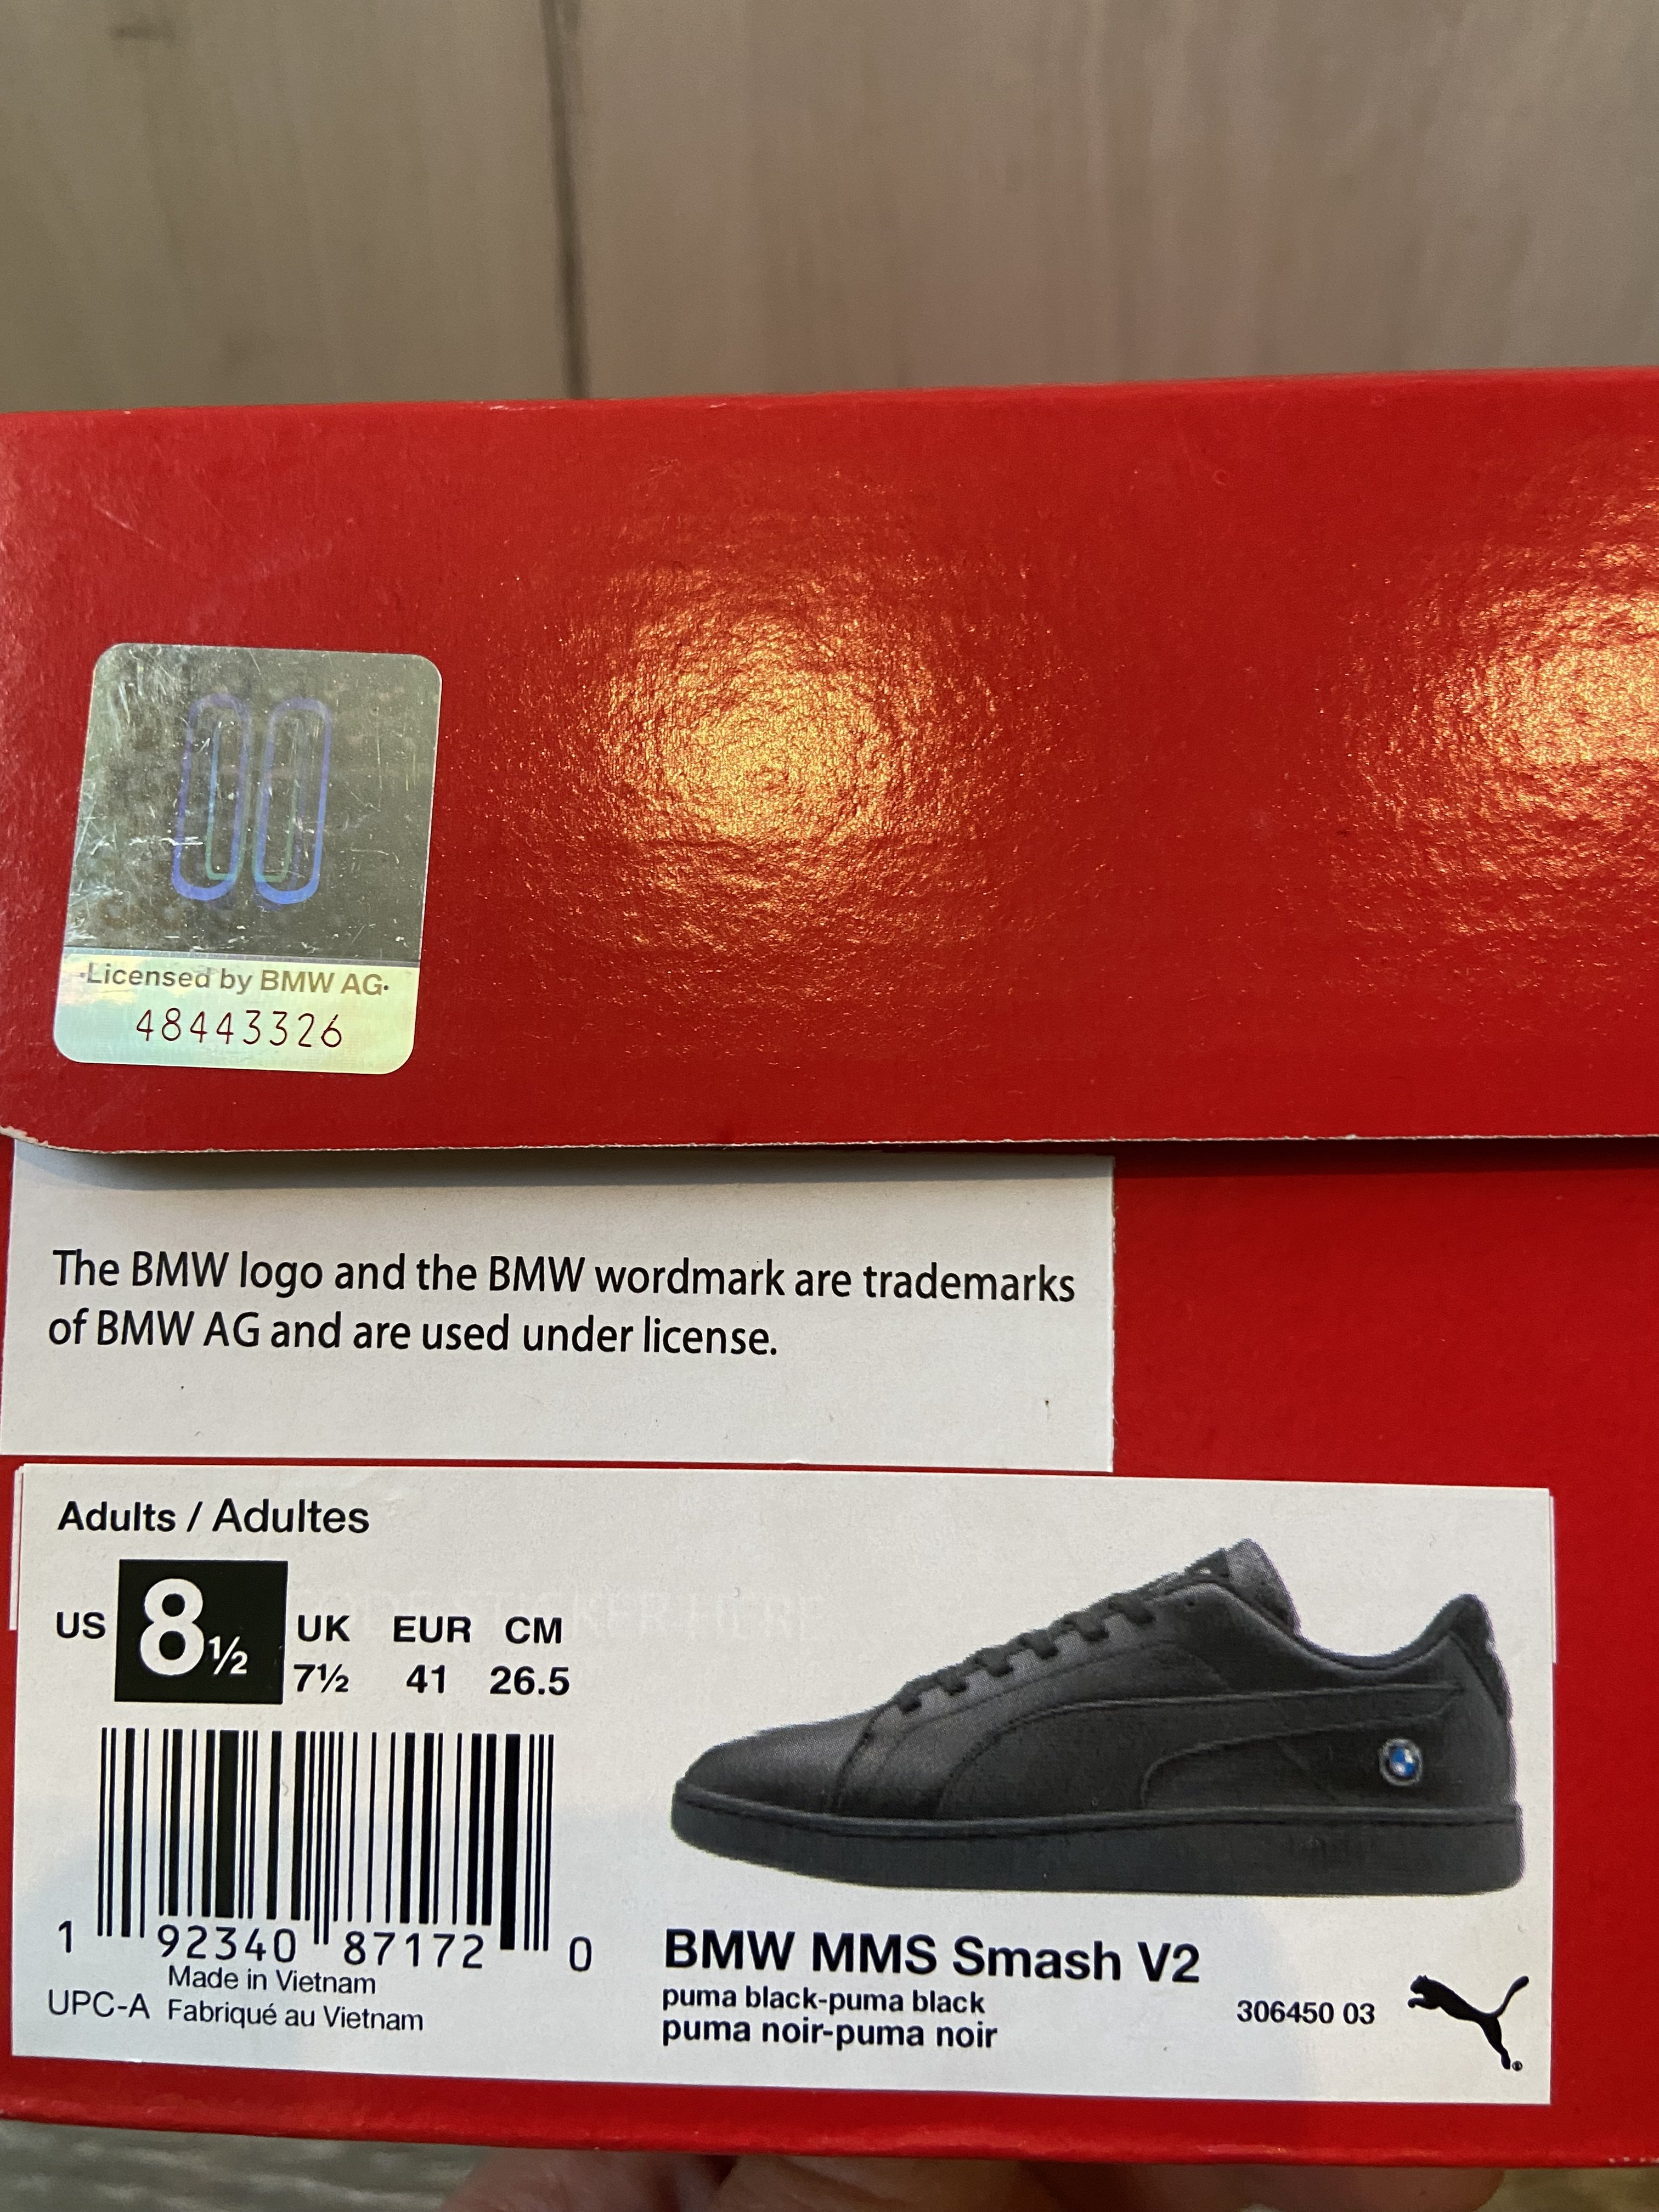 ·Licensed by BMW AG·
48443326
The BMW logo and the BMW wordmark are trademarks
of BMW AG and are used under license.
Adults / Adultes
US 8½ UK EUR CM
7½ 41 26.5
1 92340 87172 0
Made in Vietnam
UPC-A Fabriqué au Vietnam
BMW MMS Smash V2
puma black-puma black
puma noir-puma noir
306450 03